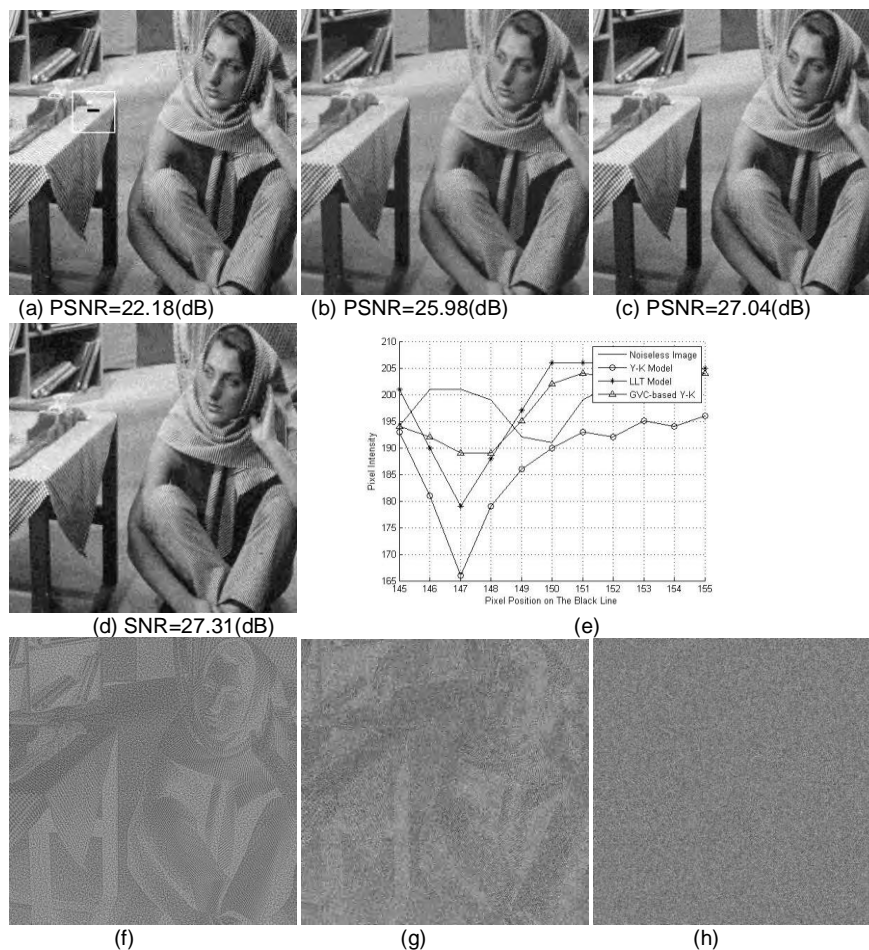 (a) PSNR=22.18(dB)
(b) PSNR=25.98(dB)
(c) PSNR=27.04(dB)
210
205
200
195
190
185
180
175
170
165
Pixel Intensity
Noiseless Image
Y-K Model
LLT Model
GVC-based Y-K
145 146 147 148 149 150 151 152 153 154 155
Pixel Position on The Black Line
(d) SNR=27.31(dB)
(e)
(f)
(g)
(h)